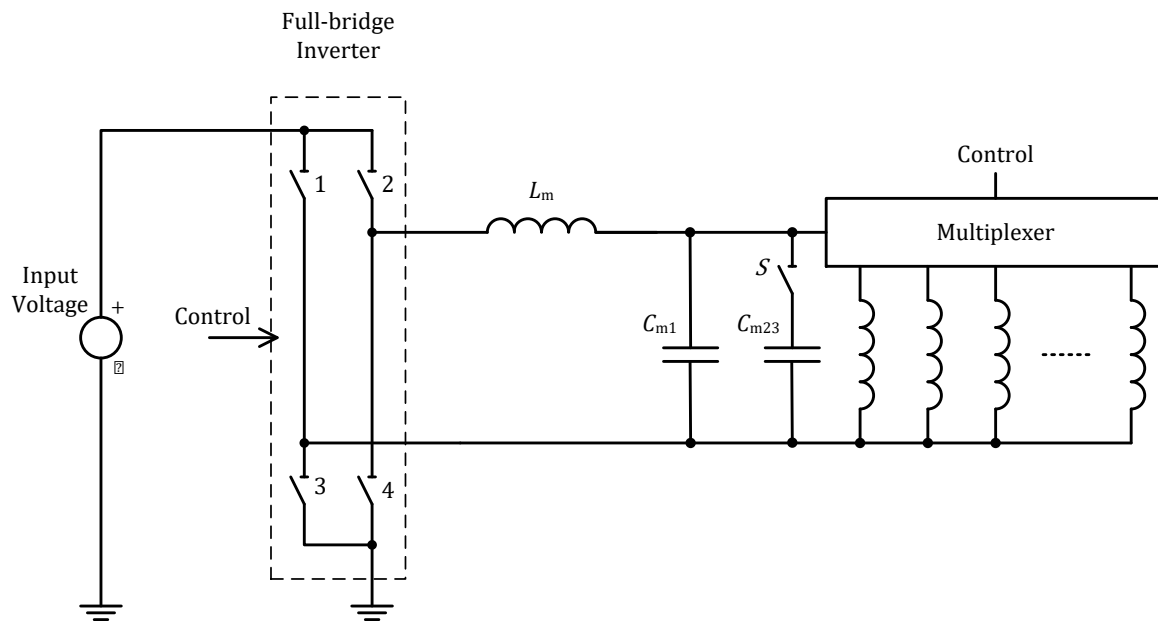 Full-bridge
Inverter
1
2
Control
L_m
Multiplexer
S
Input
Voltage
+
Control
C_m1
C_m23
3
4